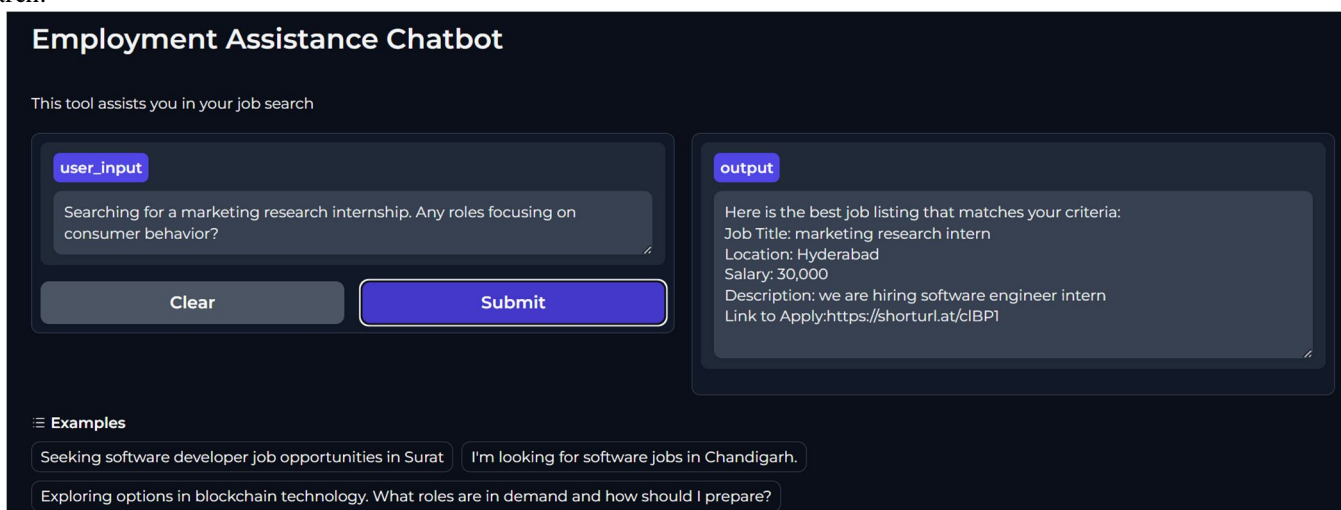 Employment Assistance Chatbot
This tool assists you in your job search
user_input
Searching for a marketing research internship. Any roles focusing on
consumer behavior?
Clear
Submit
output
Here is the best job listing that matches your criteria:
Job Title: marketing research intern
Location: Hyderabad
Salary: 30,000
Description: we are hiring software engineer intern
Link to Apply:https://shorturl.at/clBP1
Examples
Seeking software developer job opportunities in Surat
I'm looking for software jobs in Chandigarh.
Exploring options in blockchain technology. What roles are in demand and how should I prepare?